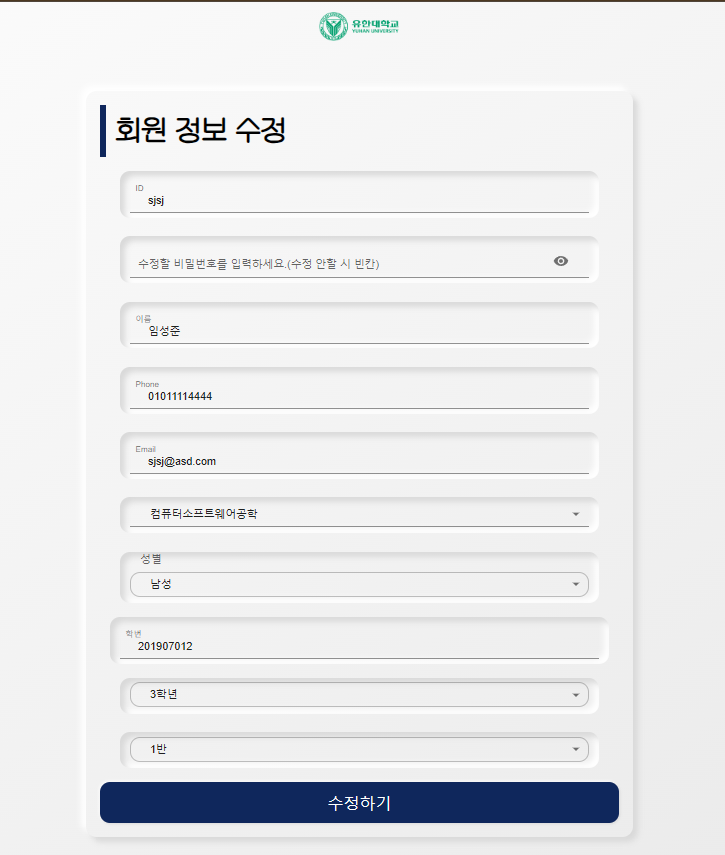 유한대학교
YUHAN UNIVERSITY
회원 정보 수정
ID
sjsj
수정할 비밀번호를 입력하세요.(수정 안할 시 빈칸)
이름
임성준
Phone
01011114444
Email
sjsj@asd.com
컴퓨터소프트웨어공학
성별
남성
학번
201907012
3학년
1반
수정하기